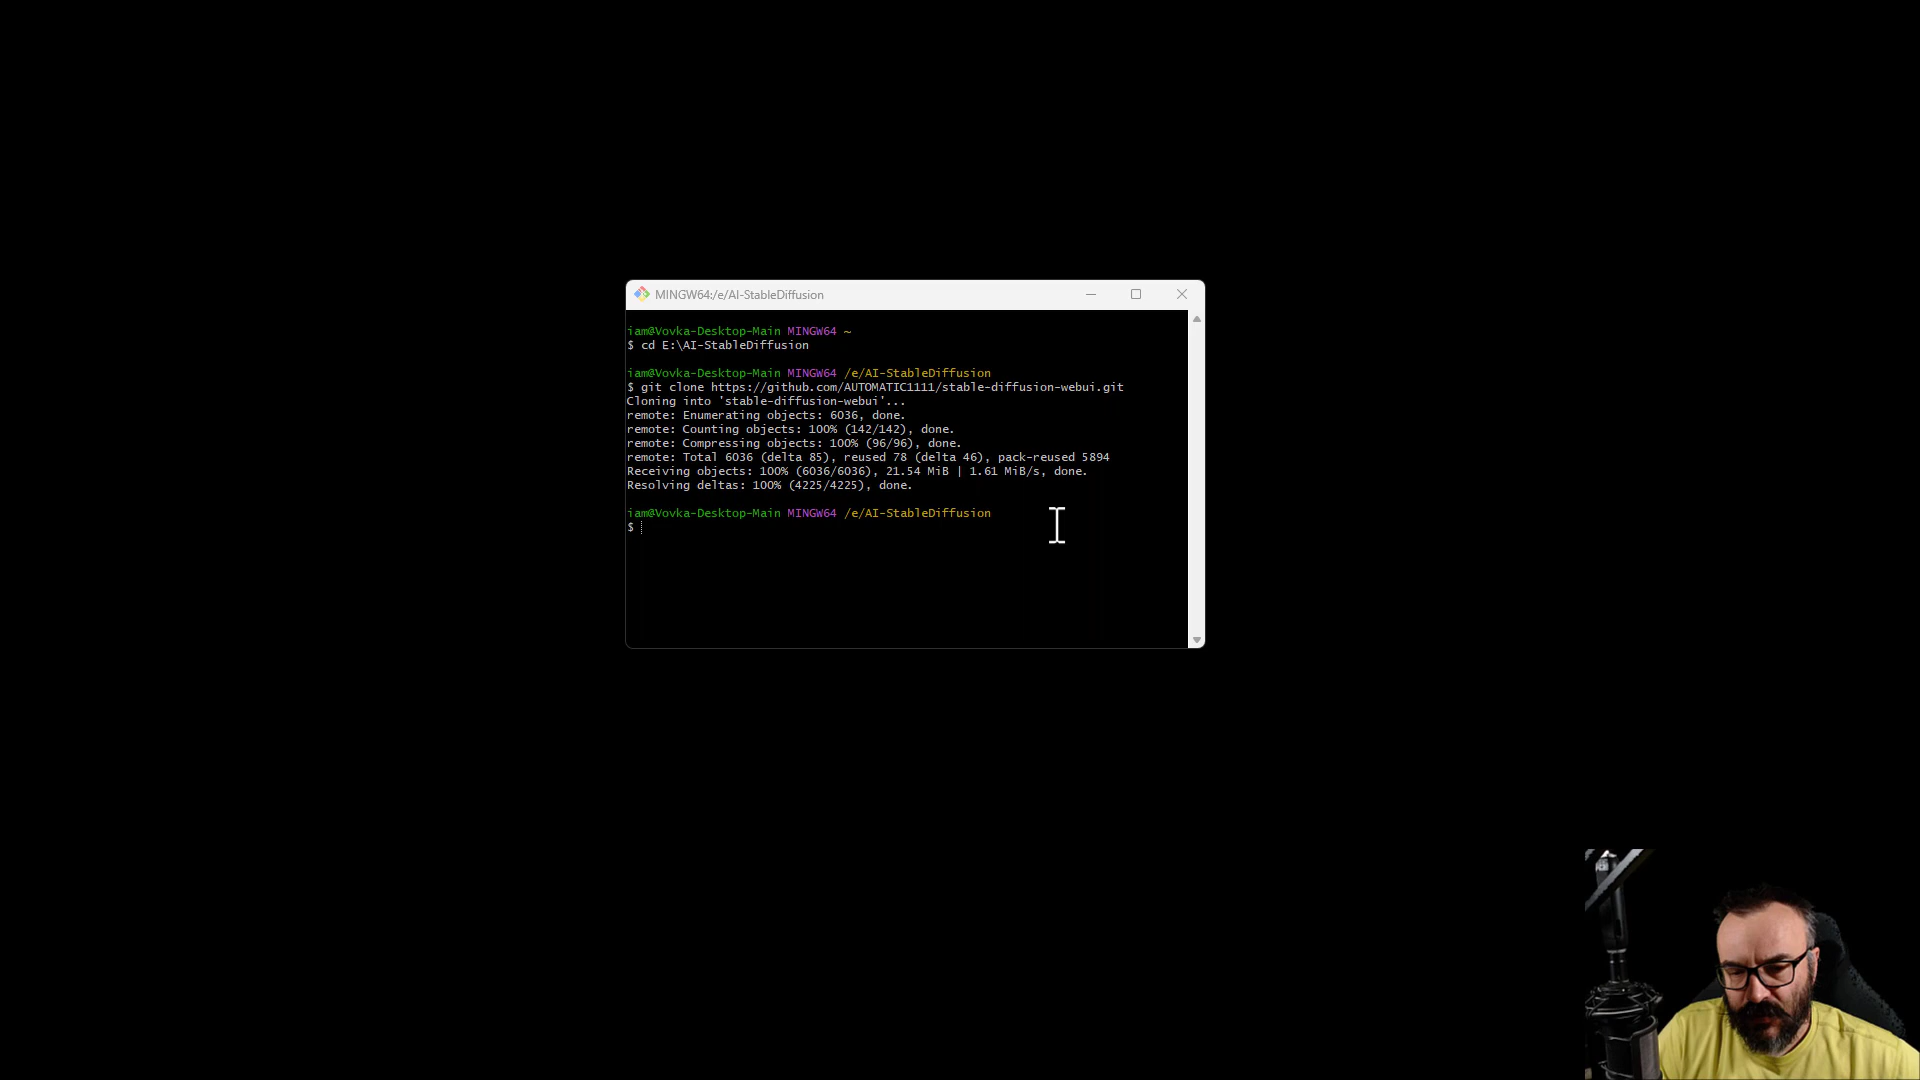 MINGW64:/e/AI-StableDiffusion
iam@Vovka-Desktop-Main MINGW64 ~
$ cd E:\AI-StableDiffusion
iam@Vovka-Desktop-Main MINGW64 /e/AI-StableDiffusion
$ git clone https://github.com/AUTOMATIC1111/stable-diffusion-webui.git
Cloning into 'stable-diffusion-webui'...
remote: Enumerating objects: 6036, done.
remote: Counting objects: 100% (142/142), done.
remote: Compressing objects: 100% (96/96), done.
remote: Total 6036 (delta 85), reused 78 (delta 46), pack-reused 5894
Receiving objects: 100% (6036/6036), 21.54 MiB | 1.61 MiB/s, done.
Resolving deltas: 100% (4225/4225), done.
iam@Vovka-Desktop-Main MINGW64 /e/AI-StableDiffusion
$